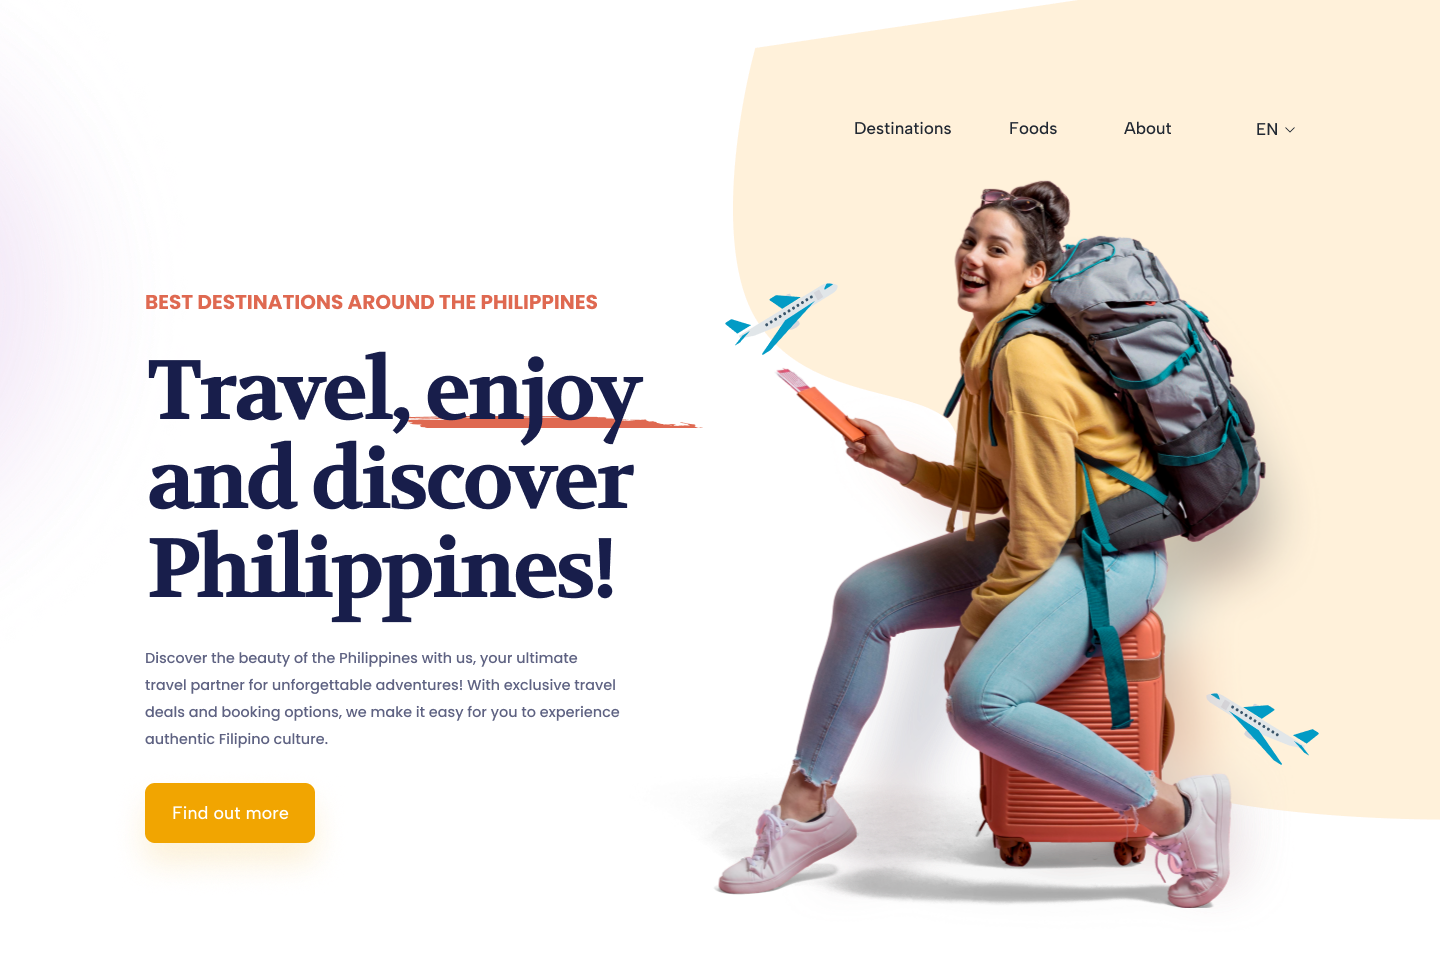 Destinations
Foods
About
EN
BEST DESTINATIONS AROUND THE PHILIPPINES
Travel, enjoy
and discover
Philippines!
Discover the beauty of the Philippines with us, your ultimate
travel partner for unforgettable adventures! With exclusive travel
deals and booking options, we make it easy for you to experience
authentic Filipino culture.
Find out more